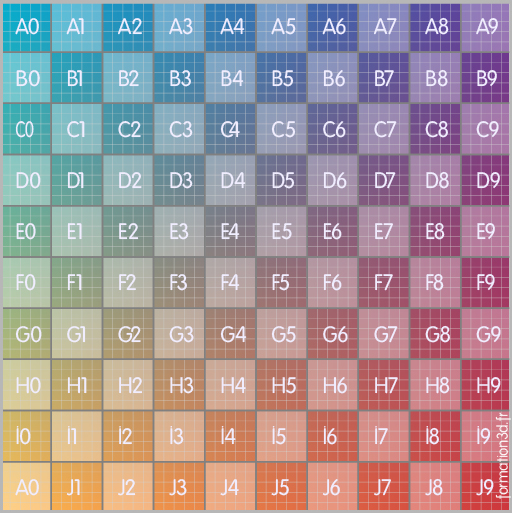 A0 A1 A2 A3 A4 A5 A6 A7 A8 A9
B0 B1 B2 B3 B4 B5 B6 B7 B8 B9
C0 C1 C2 C3 C4 C5 C6 C7 C8 C9
D0 D1 D2 D3 D4 D5 D6 D7 D8 D9
E0 E1 E2 E3 E4 E5 E6 E7 E8 E9
F0 F1 F2 F3 F4 F5 F6 F7 F8 F9
G0 G1 G2 G3 G4 G5 G6 G7 G8 G9
H0 H1 H2 H3 H4 H5 H6 H7 H8 H9
I0 I1 I2 I3 I4 I5 I6 I7 I8 I9
A0 J1 J2 J3 J4 J5 J6 J7 J8 J9
formation3d.fr